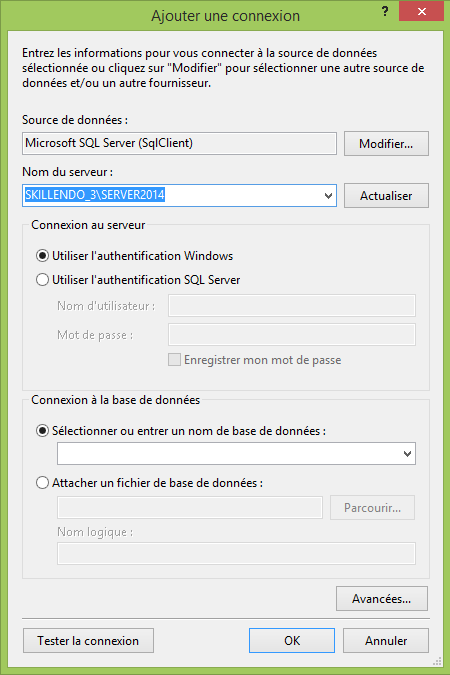 Ajouter une connexion
?
Entrez les informations pour vous connecter à la source de données
sélectionnée ou cliquez sur "Modifier" pour sélectionner une autre source de
données et/ou un autre fournisseur.
Source de données :
Microsoft SQL Server (SqlClient)
Modifier...
Nom du serveur :
SKILLENDO_3\SERVER2014
Actualiser
Connexion au serveur
Utiliser l'authentification Windows
Utiliser l'authentification SQL Server
Nom d'utilisateur :
Mot de passe :
Enregistrer mon mot de passe
Connexion à la base de données
Sélectionner ou entrer un nom de base de données :
Attacher un fichier de base de données :
Parcourir...
Nom logique :
Avancées...
Tester la connexion
OK
Annuler